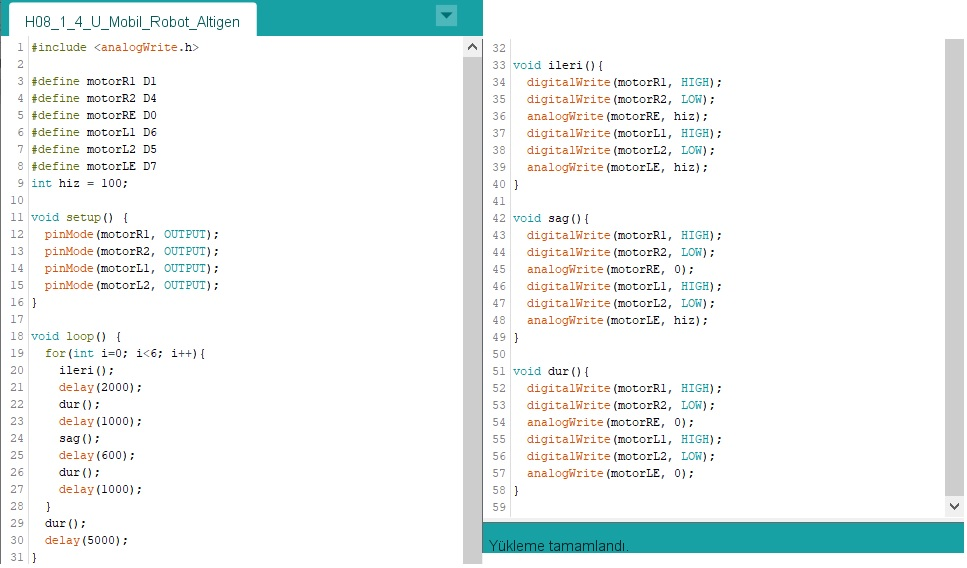 H08_1_4_U_Mobil_Robot_Altigen
1 #include <analogWrite.h>
2
3 #define motorR1 D1
4 #define motorR2 D4
5 #define motorRE D0
6 #define motorL1 D6
7 #define motorL2 D5
8 #define motorLE D7
9 int hiz = 100;
10
11 void setup() {
12   pinMode(motorR1, OUTPUT);
13   pinMode(motorR2, OUTPUT);
14   pinMode(motorL1, OUTPUT);
15   pinMode(motorL2, OUTPUT);
16 }
17
18 void loop() {
19   for(int i=0; i<6; i++){
20     ileri();
21     delay(2000);
22     dur();
23     delay(1000);
24     sag();
25     delay(600);
26     dur();
27     delay(1000);
28   }
29   dur();
30   delay(5000);
31 }
32
33 void ileri(){
34   digitalWrite(motorR1, HIGH);
35   digitalWrite(motorR2, LOW);
36   analogWrite(motorRE, hiz);
37   digitalWrite(motorL1, HIGH);
38   digitalWrite(motorL2, LOW);
39   analogWrite(motorLE, hiz);
40 }
41
42 void sag(){
43   digitalWrite(motorR1, HIGH);
44   digitalWrite(motorR2, LOW);
45   analogWrite(motorRE, 0);
46   digitalWrite(motorL1, HIGH);
47   digitalWrite(motorL2, LOW);
48   analogWrite(motorLE, hiz);
49 }
50
51 void dur(){
52   digitalWrite(motorR1, HIGH);
53   digitalWrite(motorR2, LOW);
54   analogWrite(motorRE, 0);
55   digitalWrite(motorL1, HIGH);
56   digitalWrite(motorL2, LOW);
57   analogWrite(motorLE, 0);
58 }
59
Yükleme tamamlandı.